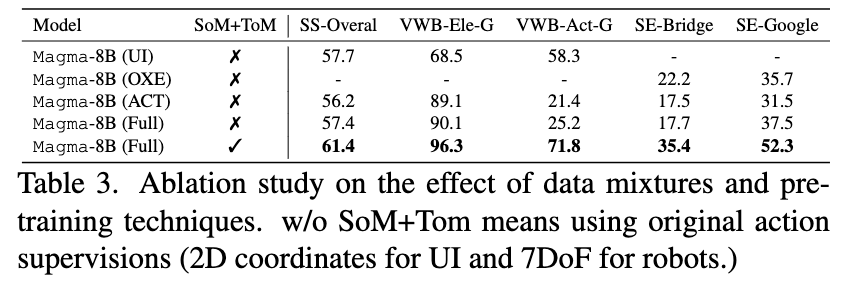 Model SoM+ToM SS-Overal VWB-Ele-G VWB-Act-G SE-Bridge SE-Google
Magma-8B (UI) ✗ 57.7 68.5 58.3 - -
Magma-8B (OXE) ✗ - - - 22.2 35.7
Magma-8B (ACT) ✗ 56.2 89.1 21.4 17.5 31.5
Magma-8B (Full) ✗ 57.4 90.1 25.2 17.7 37.5
Magma-8B (Full) ✓ 61.4 96.3 71.8 35.4 52.3
Table 3. Ablation study on the effect of data mixtures and pre-
training techniques. w/o SoM+Tom means using original action
supervisions (2D coordinates for UI and 7DoF for robots.)